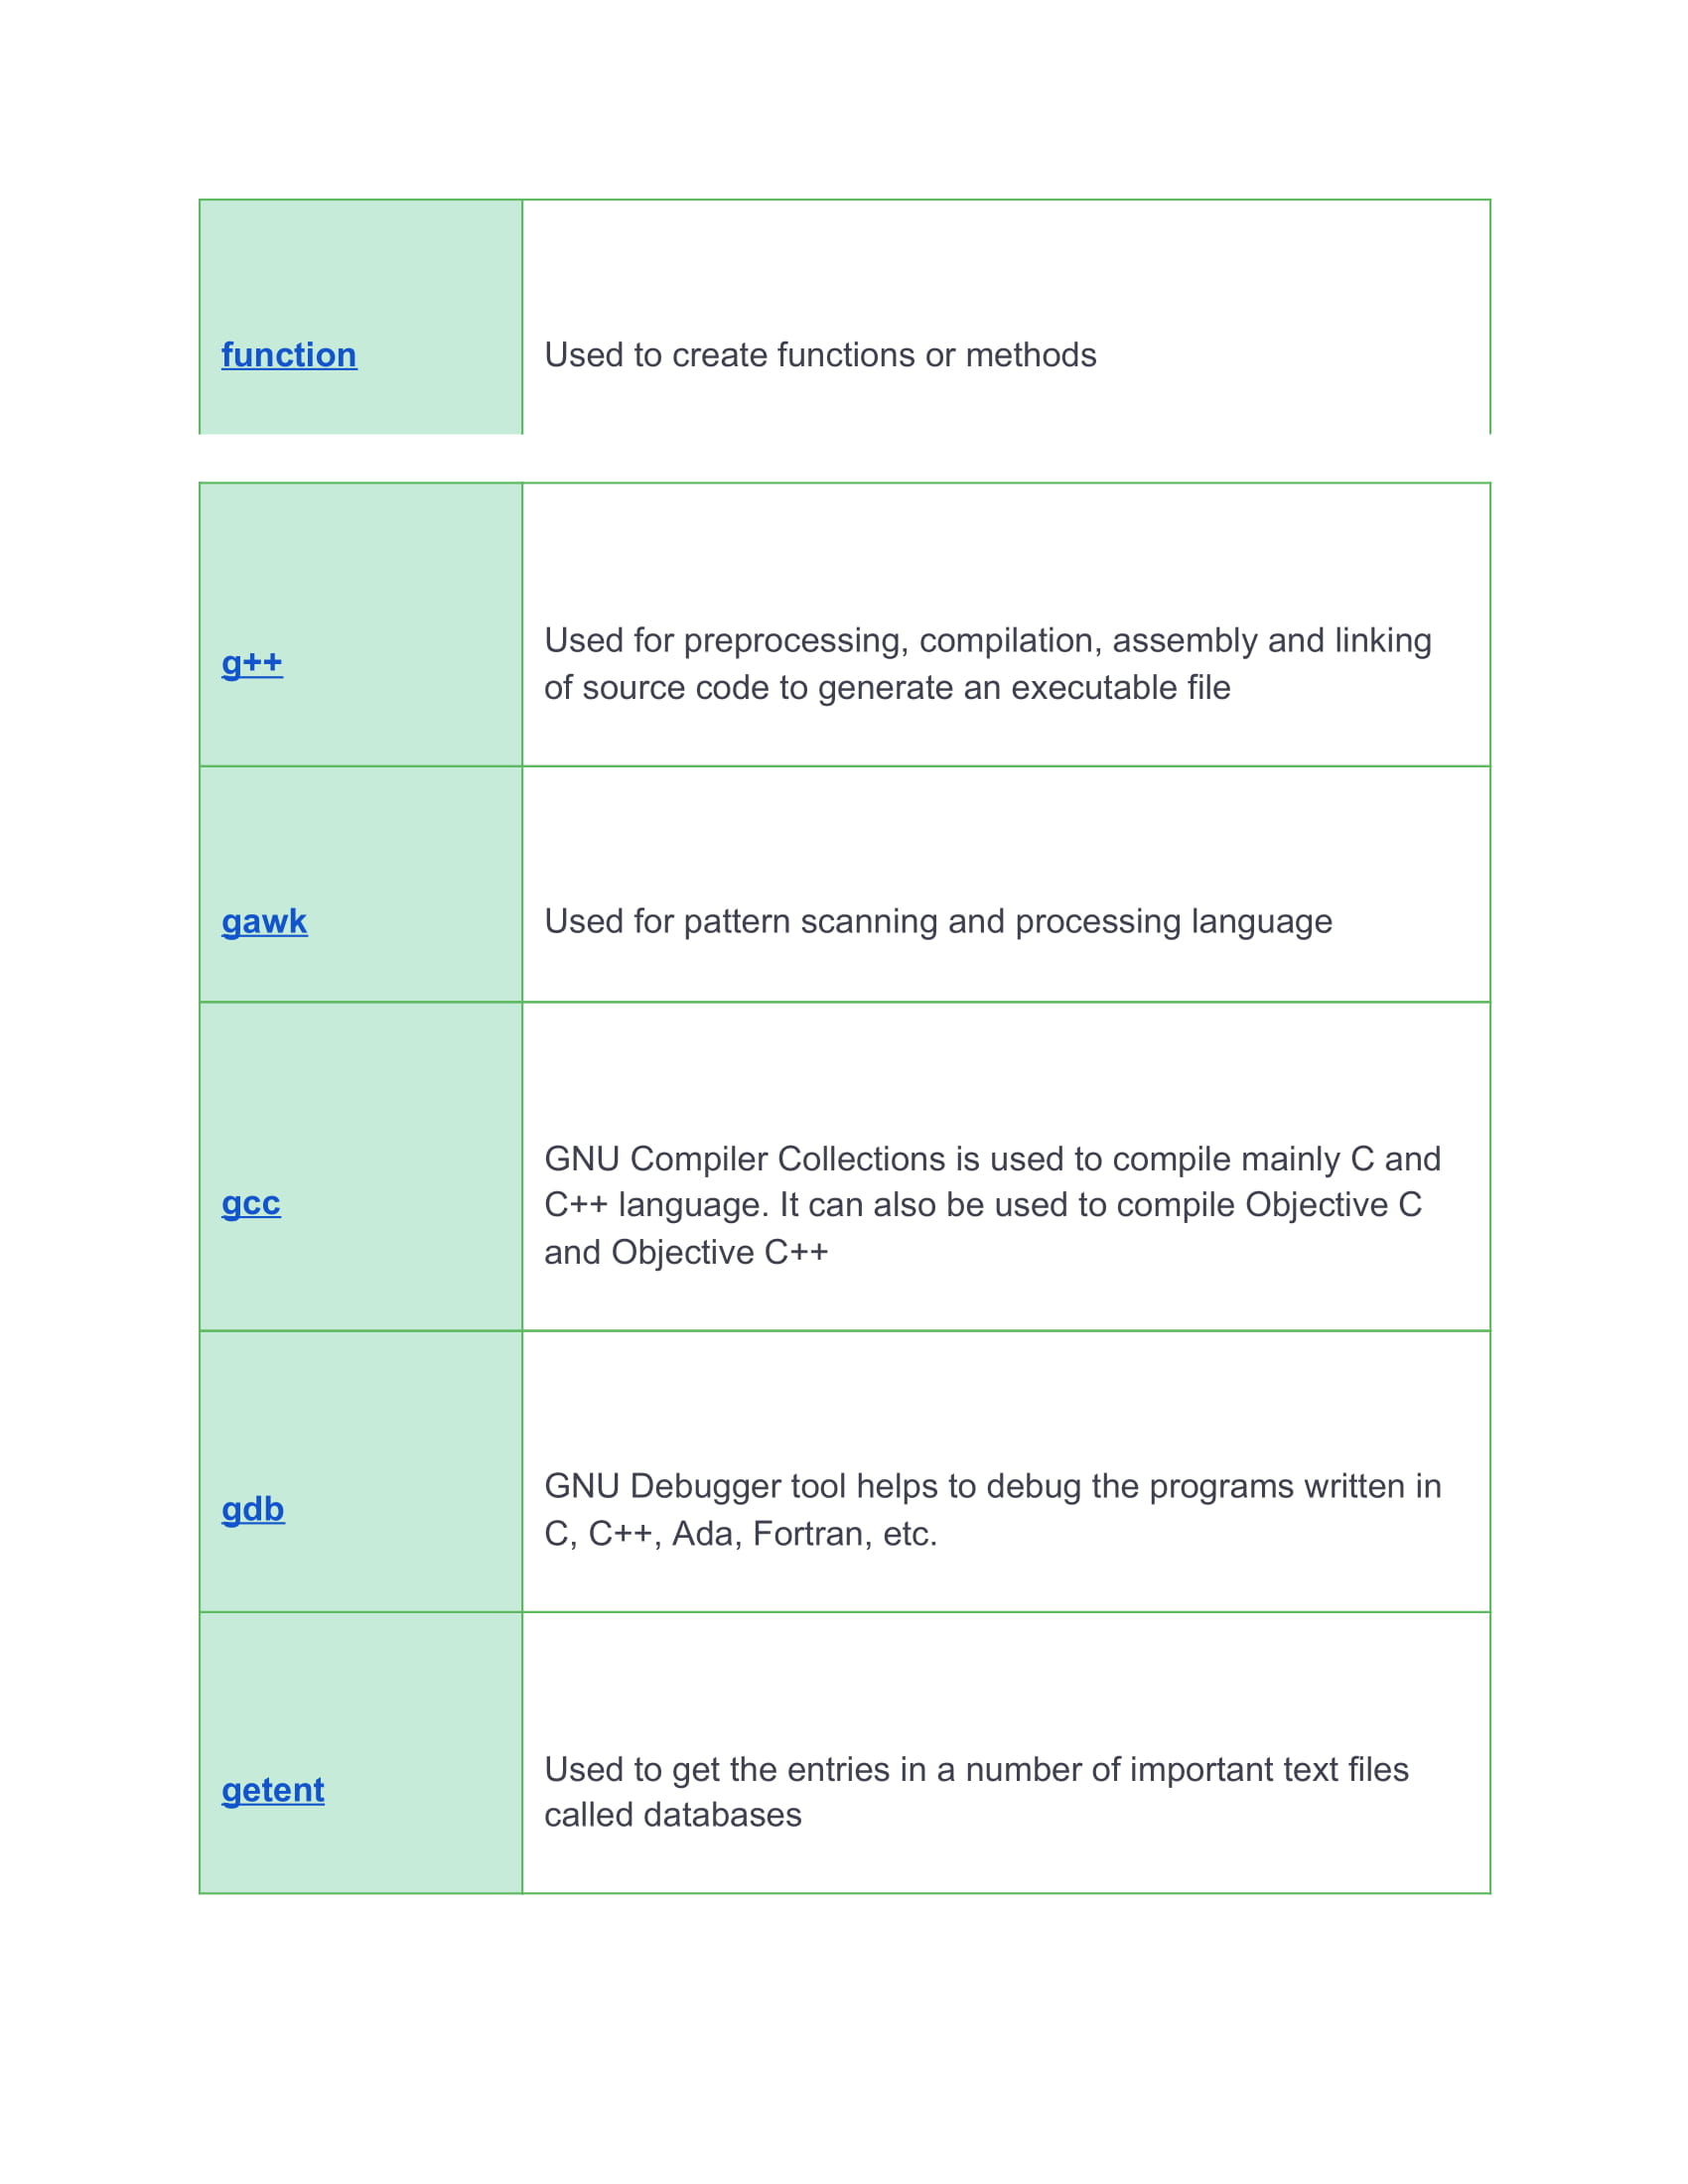 function
Used to create functions or methods
g++
Used for preprocessing, compilation, assembly and linking
of source code to generate an executable file
gawk
Used for pattern scanning and processing language
gcc
GNU Compiler Collections is used to compile mainly C and
C++ language. It can also be used to compile Objective C
and Objective C++
gdb
GNU Debugger tool helps to debug the programs written in
C, C++, Ada, Fortran, etc.
getent
Used to get the entries in a number of important text files
called databases